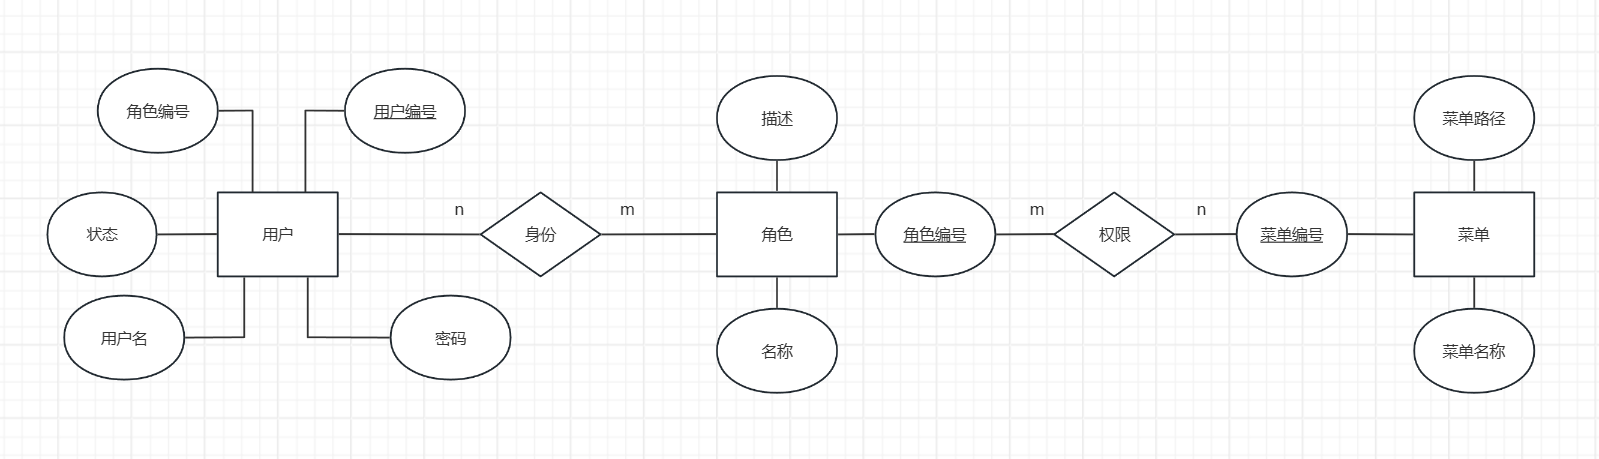 角色编号
用户编号
描述
菜单路径
状态
用户
n
身份
m
角色
角色编号
m
权限
n
菜单编号
菜单
用户名
密码
名称
菜单名称